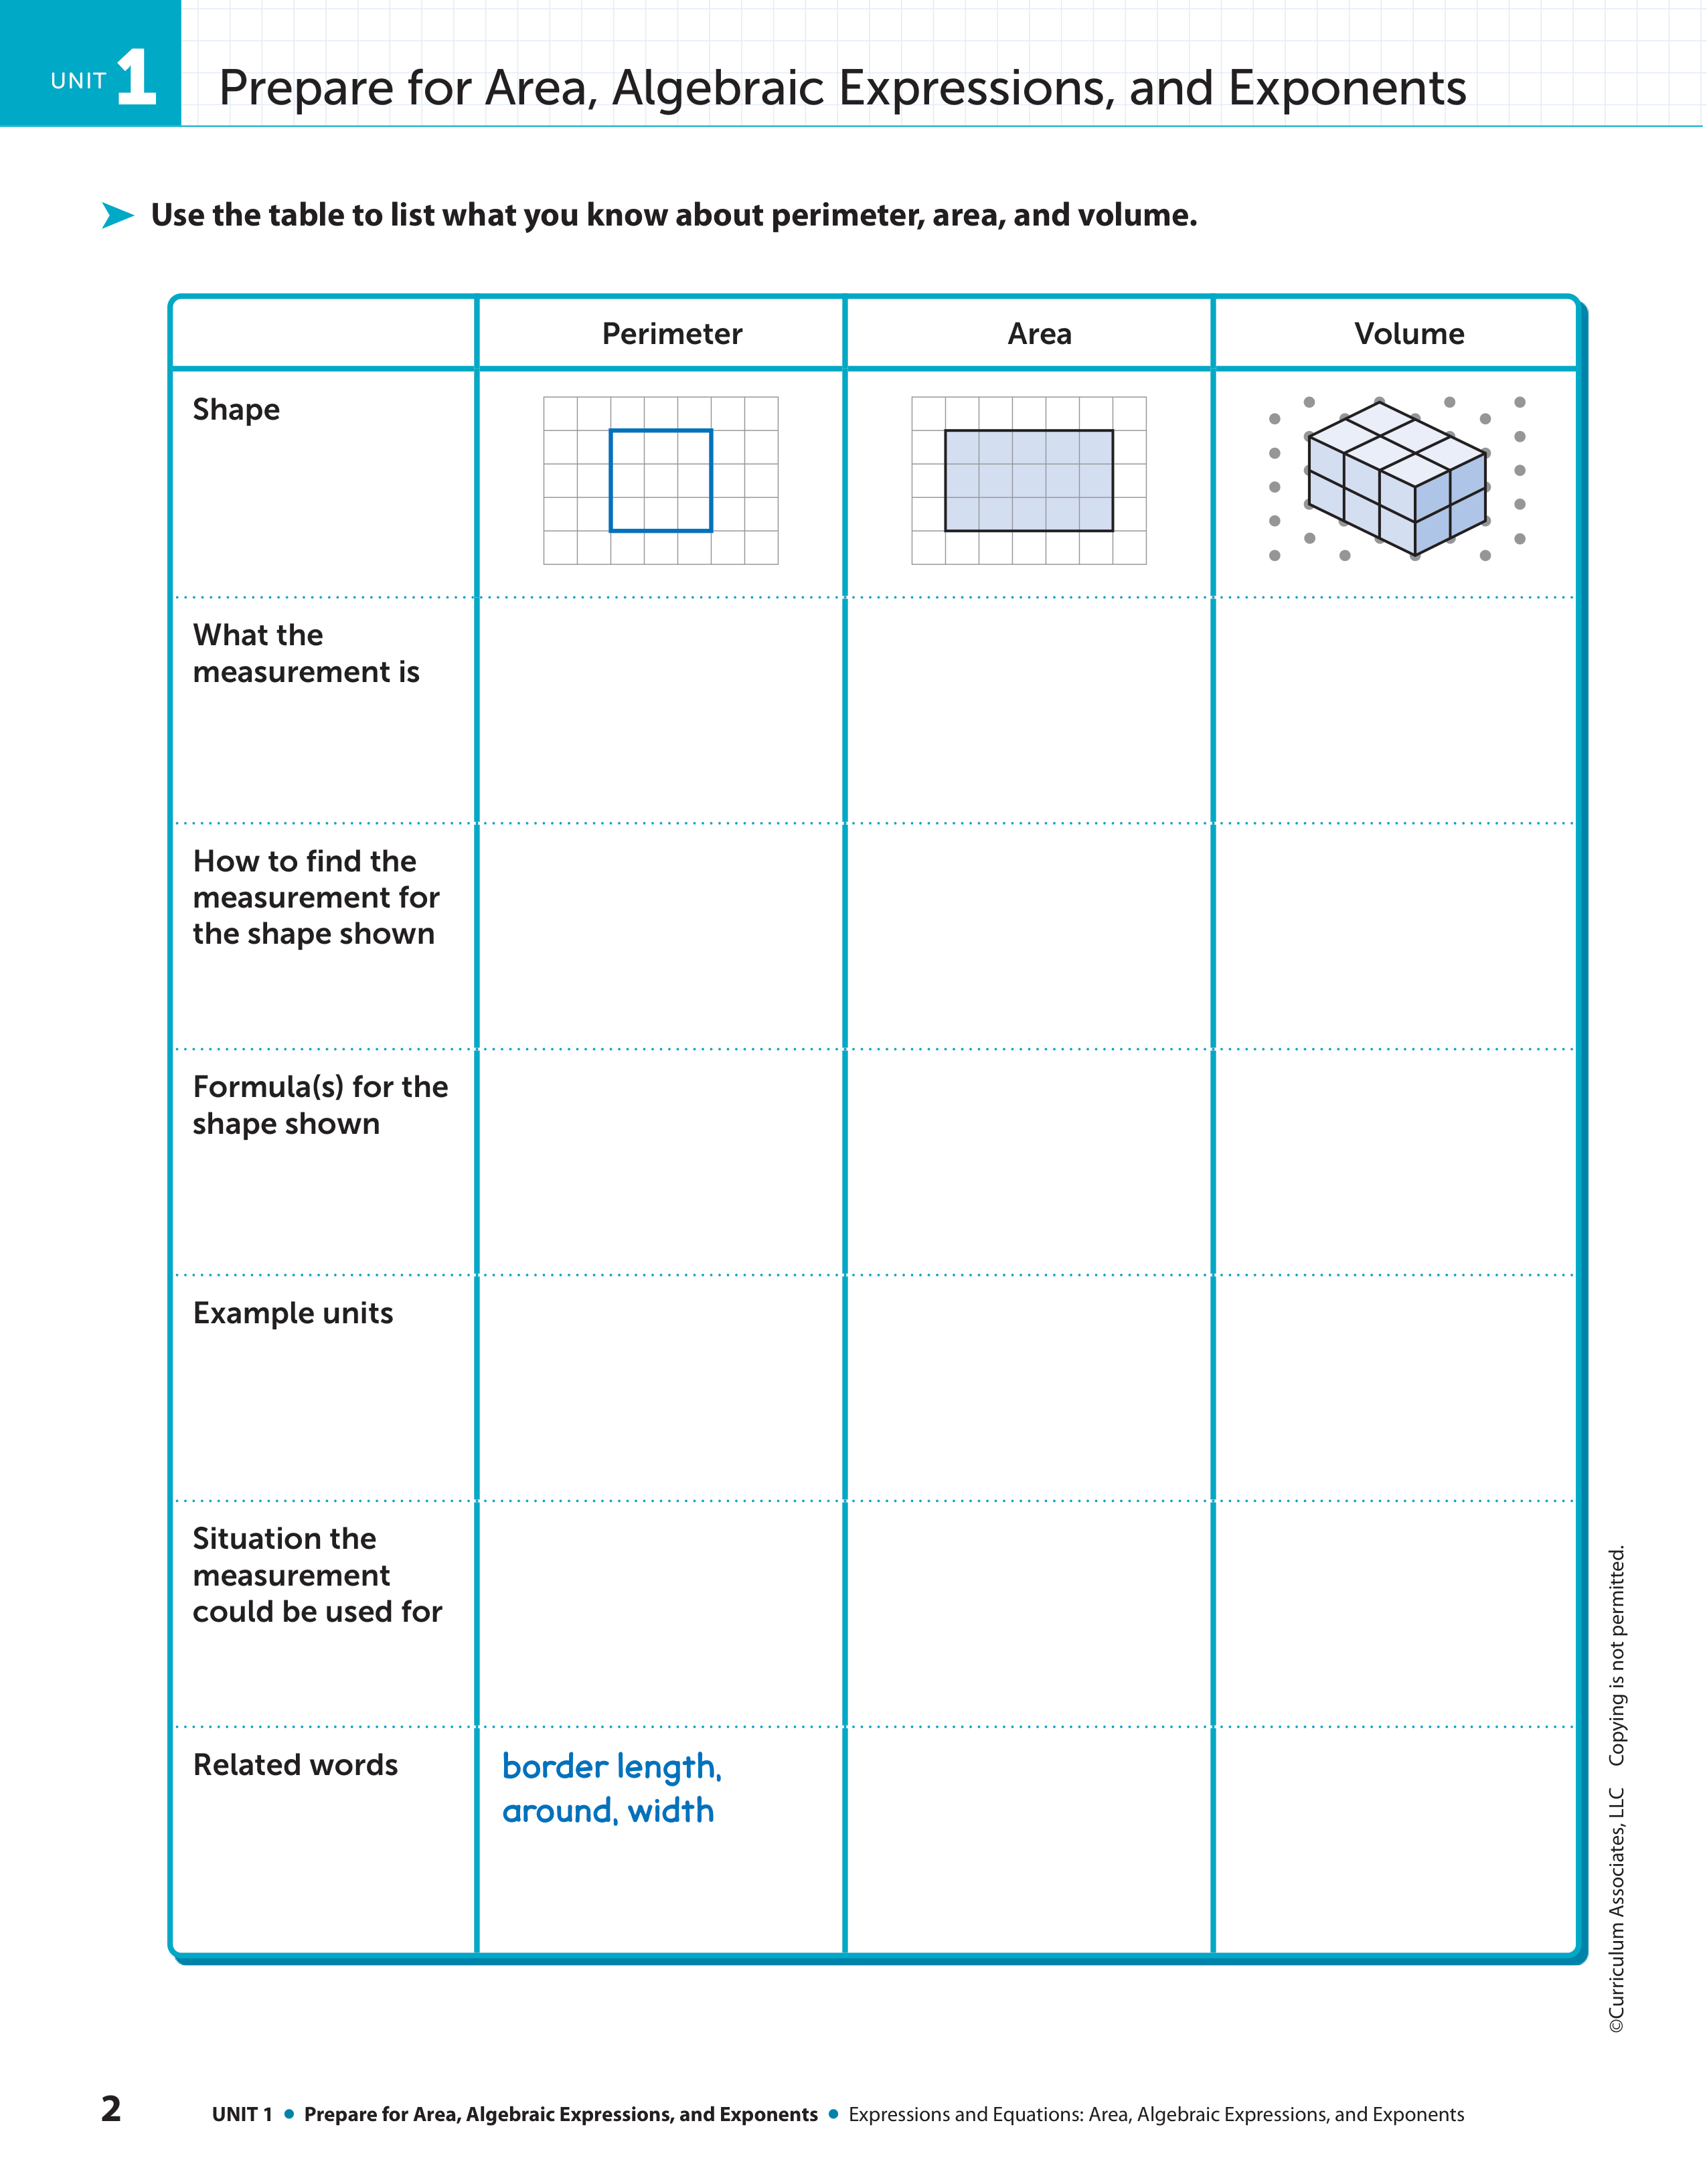 UNIT 1
Prepare for Area, Algebraic Expressions, and Exponents
Use the table to list what you know about perimeter, area, and volume.
Perimeter
Area
Volume
Shape
What the
measurement is
How to find the
measurement for
the shape shown
Formula(s) for the
shape shown
Example units
Situation the
measurement
could be used for
Related words
border length,
around, width
©Curriculum Associates, LLC Copying is not permitted.
2
UNIT 1 • Prepare for Area, Algebraic Expressions, and Exponents • Expressions and Equations: Area, Algebraic Expressions, and Exponents